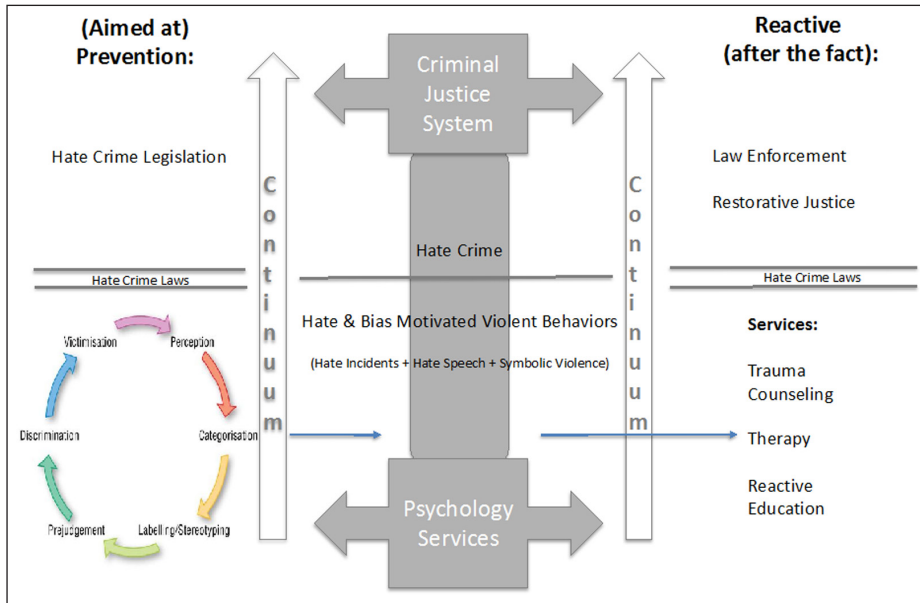 (Aimed at)
Prevention:
Hate Crime Legislation
Hate Crime Laws
Victimisation
Perception
Discrimination
Categorisation
Prejudgement
Labelling/Stereotyping
Continuum
Criminal
Justice
System
Hate Crime
Hate & Bias Motivated Violent Behaviors
(Hate Incidents + Hate Speech + Symbolic Violence)
Psychology
Services
Continuum
Reactive
(after the fact):
Law Enforcement
Restorative Justice
Hate Crime Laws
Services:
Trauma
Counseling
Therapy
Reactive
Education